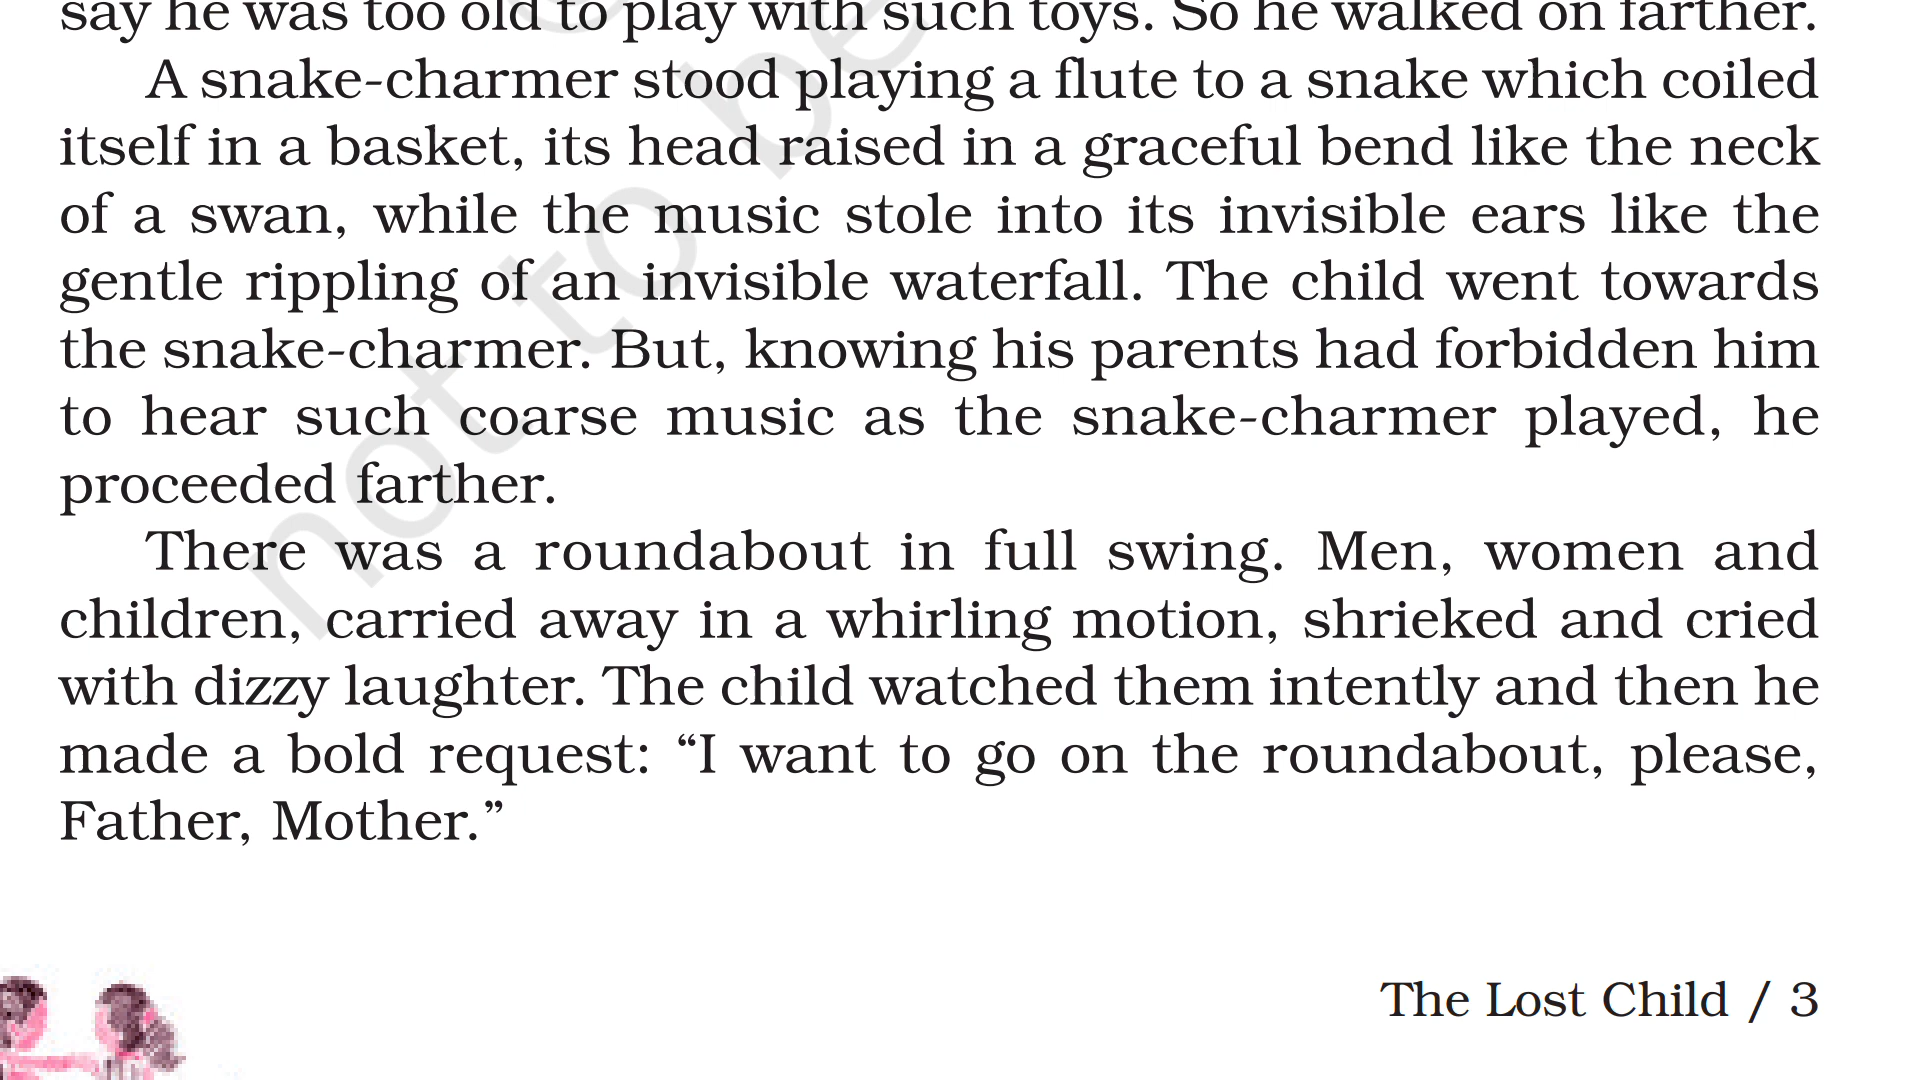 say he was too old to play with such toys. So he walked on farther.
A snake-charmer stood playing a flute to a snake which coiled
itself in a basket, its head raised in a graceful bend like the neck
of a swan, while the music stole into its invisible ears like the
gentle rippling of an invisible waterfall. The child went towards
the snake-charmer. But, knowing his parents had forbidden him
to hear such coarse music as the snake-charmer played, he
proceeded farther.
There was a roundabout in full swing. Men, women and
children, carried away in a whirling motion, shrieked and cried
with dizzy laughter. The child watched them intently and then he
made a bold request: “I want to go on the roundabout, please,
Father, Mother.”
The Lost Child / 3
not to be